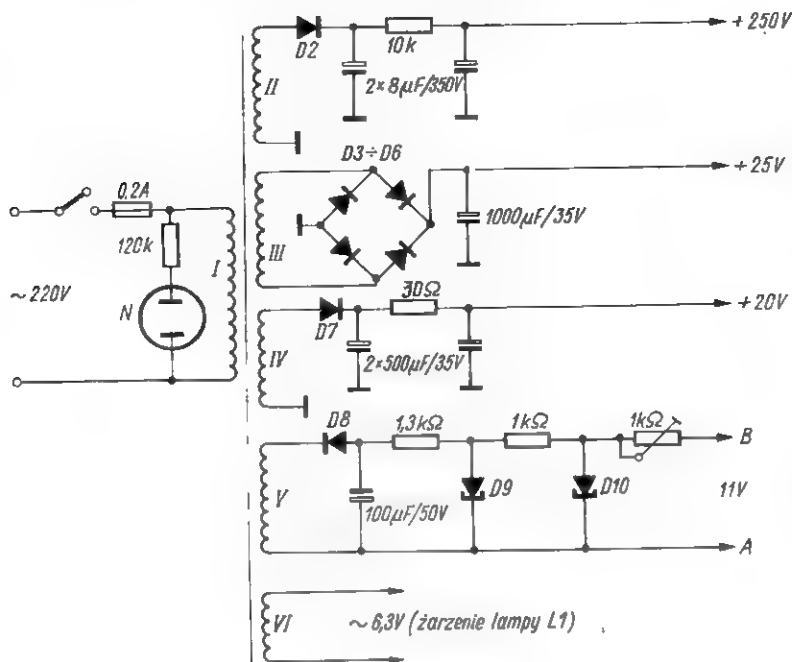 +250V
D2
10k
2×8μF/350V
II
D3÷D6
+25V
0,2A
1000μF/35V
120k
I
III
~220V
N
30Ω
+20V
D7
2×500μF/35V
IV
D8
1,3kΩ
1kΩ
1kΩ
B
V
D9
D10
11V
100μF/50V
A
VI
~6,3V (żarzenie lampy L1)